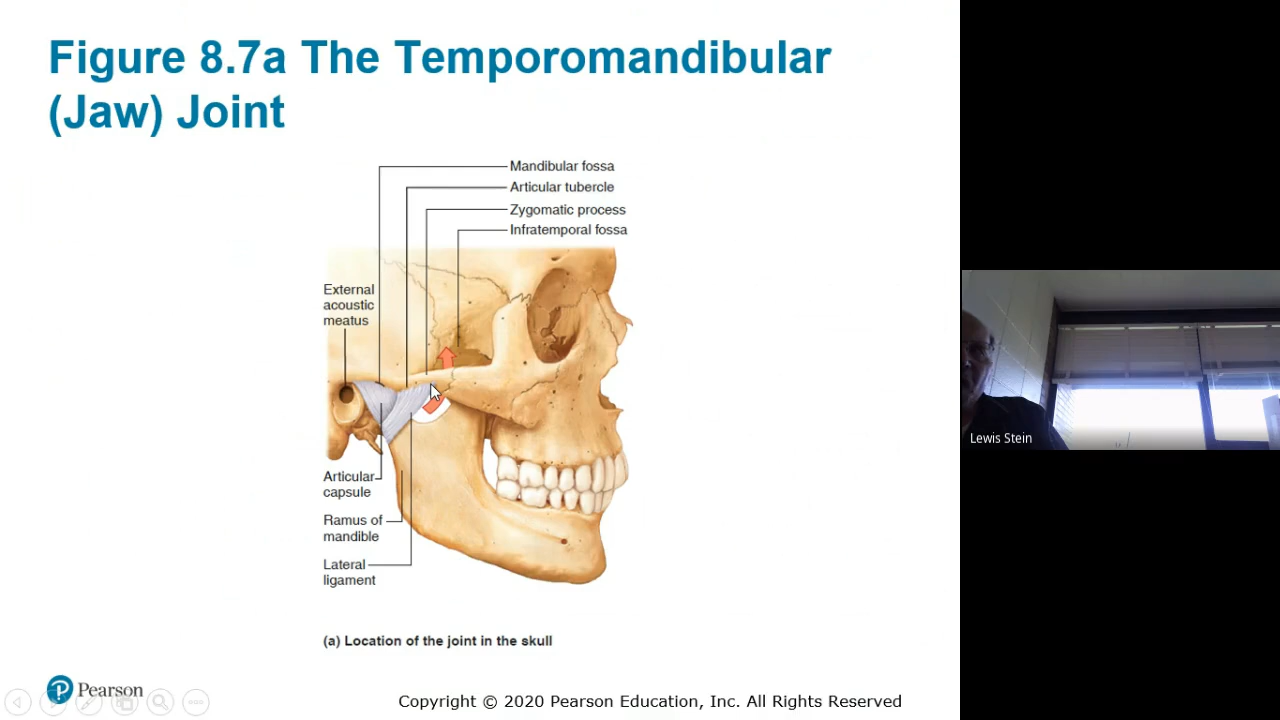 Figure 8.7a The Temporomandibular
(Jaw) Joint
Mandibular fossa
Articular tubercle
Zygomatic process
Infratemporal fossa
External
acoustic
meatus
Articular
capsule
Ramus of
mandible
Lateral
ligament
(a) Location of the joint in the skull
P Pearson
Copyright © 2020 Pearson Education, Inc. All Rights Reserved
Lewis Stein